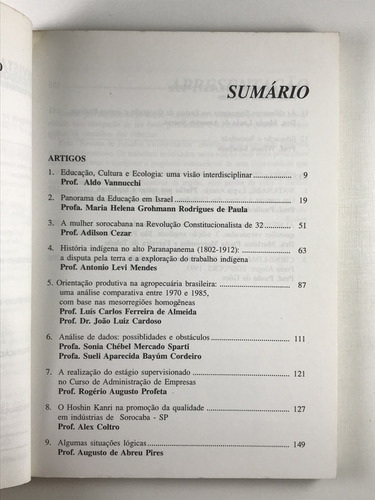 SUMÁRIO
ARTIGOS
1. Educação, Cultura e Ecologia: uma visão interdisciplinar 9
Prof. Aldo Vannucchi
2. Panorama da Educação em Israel 19
Profa. Maria Helena Grohmann Rodrigues de Paula
3. A mulher sorocabana na Revolução Constitucionalista de 32 51
Prof. Adilson Cezar
4. História indígena no alto Paranapanema (1802-1912): 63
a disputa pela terra e a exploração do trabalho indígena
Prof. Antonio Levi Mendes
5. Orientação produtiva na agropecuária brasileira: 87
uma análise comparativa entre 1970 e 1985,
com base nas mesorregiões homogêneas
Prof. Luís Carlos Ferreira de Almeida
Prof. Dr. João Luiz Cardoso
6. Análise de dados: possiblidades e obstáculos 111
Profa. Sonia Chébel Mercado Sparti
Profa. Sueli Aparecida Bayúm Cordeiro
7. A realização do estágio supervisionado 121
no Curso de Administração de Empresas
Prof. Rogério Augusto Profeta
8. O Hoshin Kanri na promoção da qualidade 127
em indústrias de Sorocaba - SP
Prof. Alex Coltro
9. Algumas situações lógicas 149
Prof. Augusto de Abreu Pires